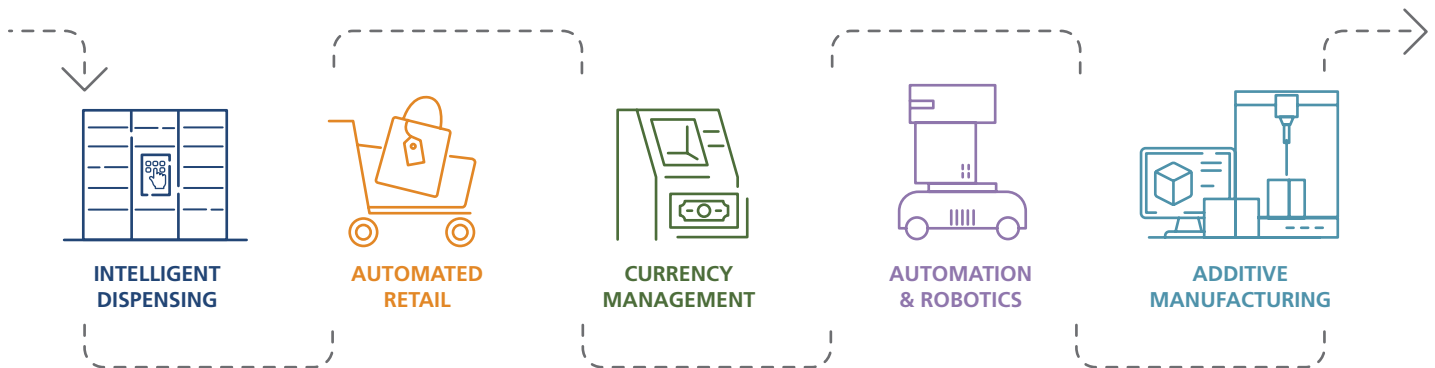 INTELLIGENT
DISPENSING
AUTOMATED
RETAIL
CURRENCY
MANAGEMENT
AUTOMATION
& ROBOTICS
ADDITIVE
MANUFACTURING